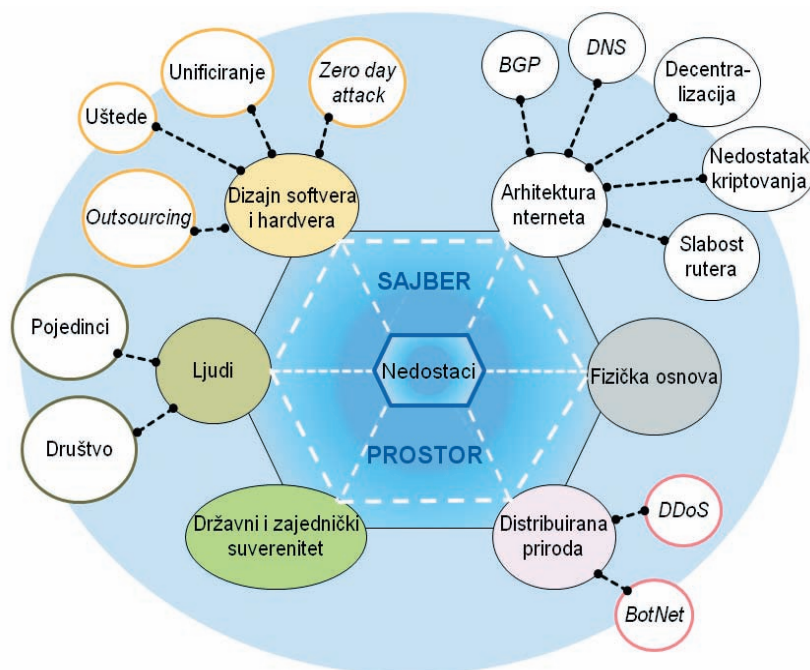 BGP
DNS
Unificiranje
Zero day
attack
Decentra-
lizacija
Uštede
Nedostatak
kriptovanja
Dizajn softvera
i hardvera
Arhitektura
nterneta
Outsourcing
Slabost
rutera
SAJBER
Pojedinci
Ljudi
Nedostaci
Fizička osnova
Društvo
PROSTOR
Državni i zajednički
suverenitet
Distribuirana
priroda
DDoS
BotNet